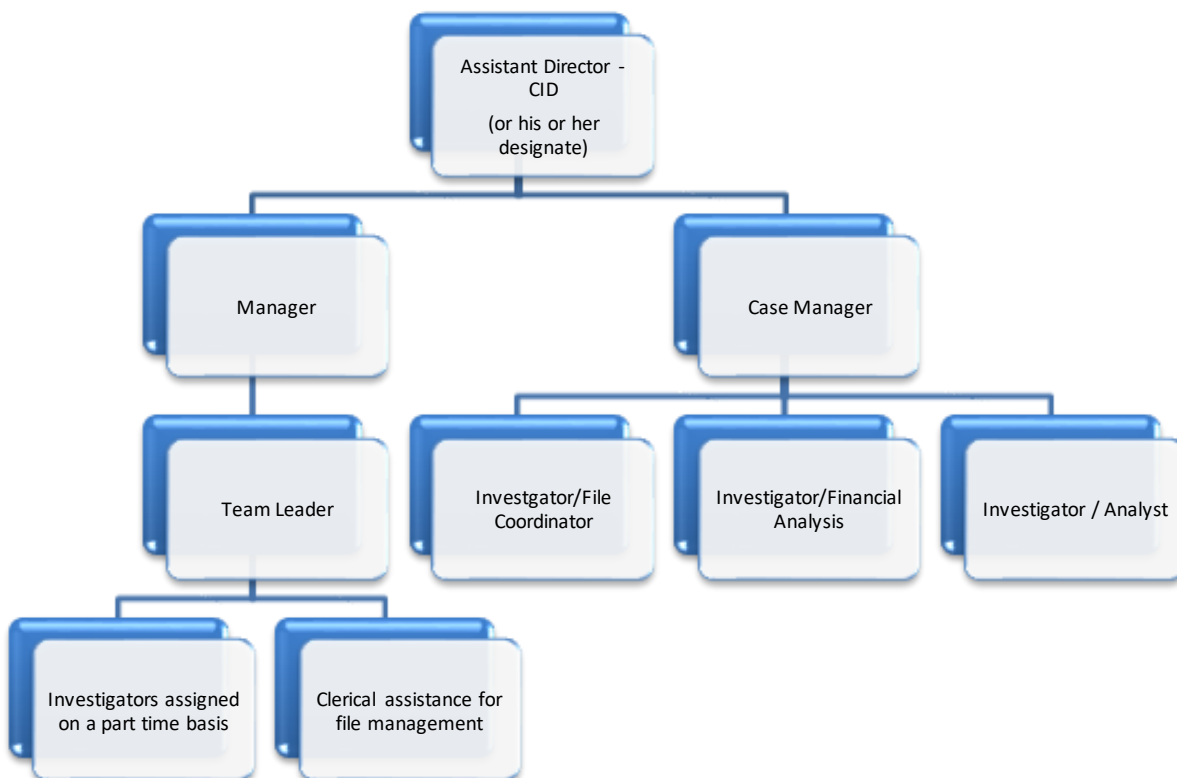 Assistant Director -
CID
(or his or her
designate)
Manager
Case Manager
Team Leader
Investgator/File
Coordinator
Investigator/Financial
Analysis
Investigator / Analyst
Investigators assigned
on a part time basis
Clerical assistance for
file management